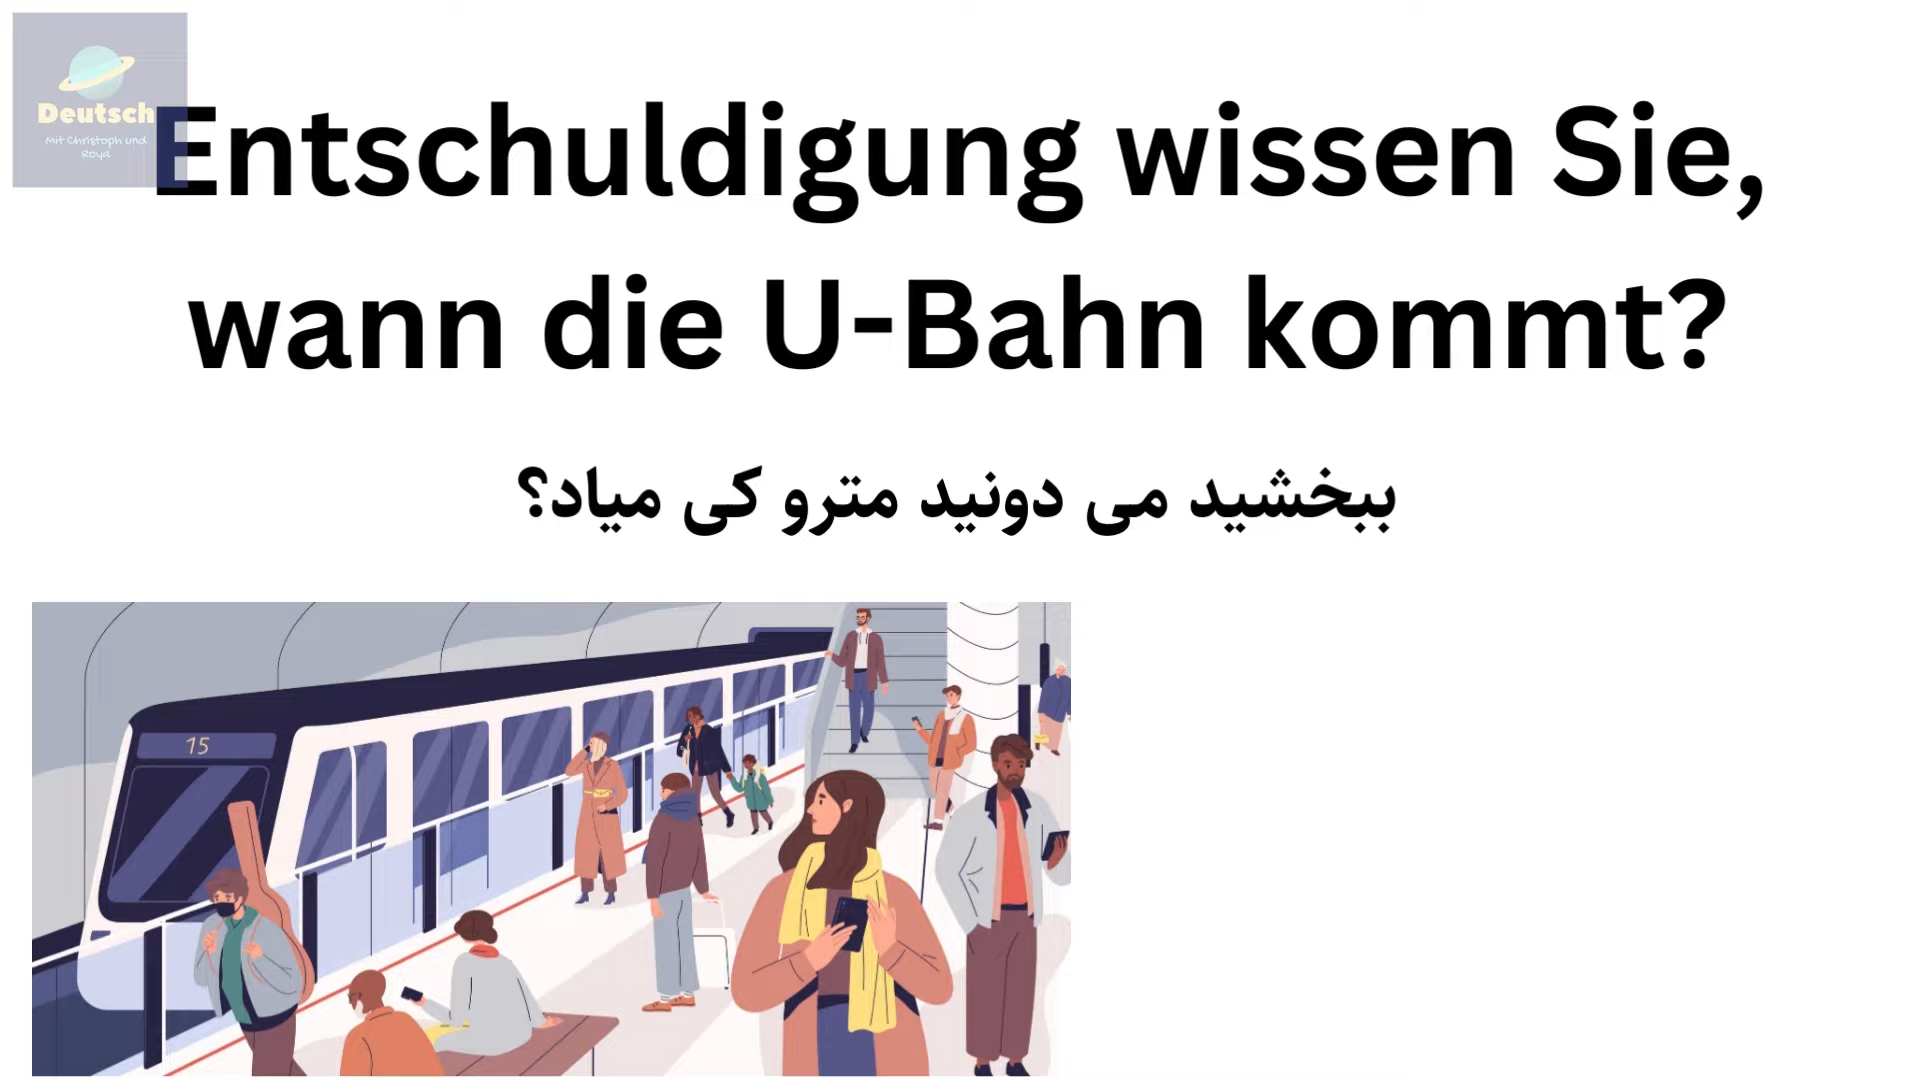 Deutsch
Mit Christoph und
Roya
Entschuldigung wissen Sie,
wann die U-Bahn kommt?
ببخشید می دونید مترو کی میاد؟
15